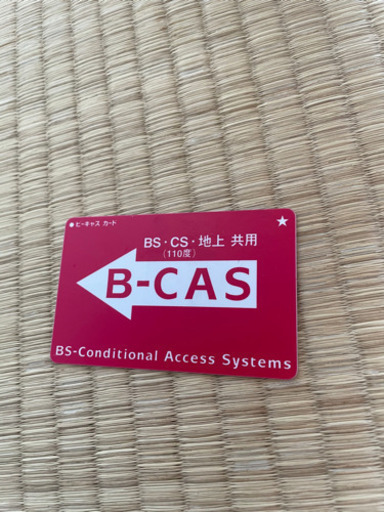 ●ビーキャス カード ★
BS・CS・地上 共用
(110度)
B-CAS
BS-Conditional Access Systems